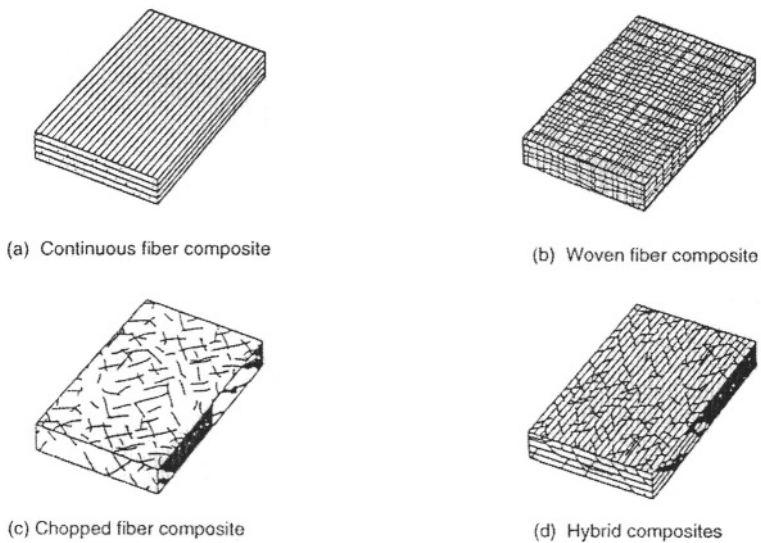 (a) Continuous fiber composite
(b) Woven fiber composite
(c) Chopped fiber composite
(d) Hybrid composites